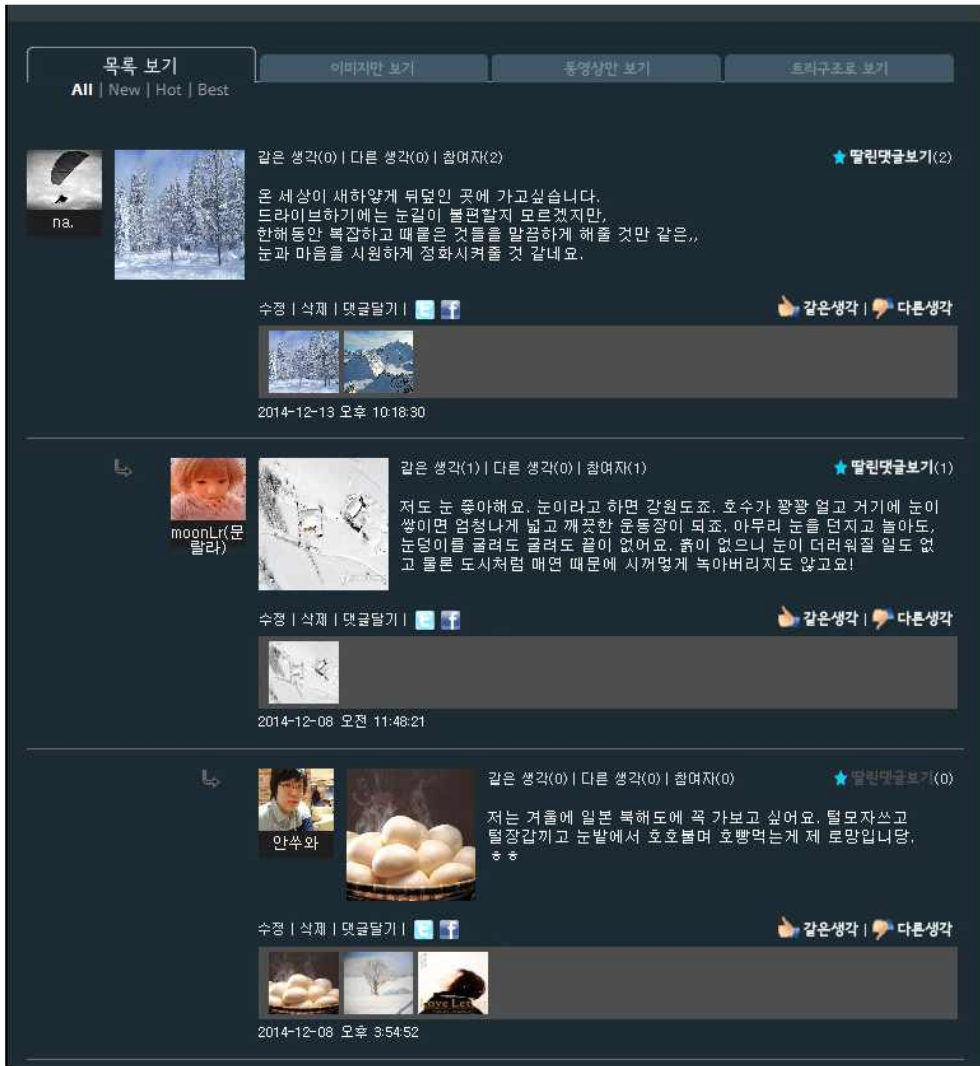 목록 보기
이미지만 보기
동영상만 보기
트리구조로 보기
All | New | Hot | Best
na.
같은 생각(0) | 다른 생각(0) | 참여자(2)
딸린댓글보기(2)
온 세상이 새하얗게 뒤덮인 곳에 가고싶습니다.
드라이브하기에는 눈길이 불편할지 모르겠지만,
한해동안 복잡하고 때뭍은 것들을 말끔하게 해줄 것만 같은,,
눈과 마음을 시원하게 정화시켜줄 것 같네요.
수정 | 삭제 | 댓글달기 |
같은생각 | 다른생각
2014-12-13 오후 10:18:30
moonLr(문
랄라)
같은 생각(1) | 다른 생각(0) | 참여자(1)
딸린댓글보기(1)
저도 눈 좋아해요. 눈이라고 하면 강원도죠. 호수가 꽝꽝 얼고 거기에 눈이
쌓이면 엄청나게 넓고 깨끗한 운동장이 되죠. 아무리 눈을 던지고 놀아도,
눈덩이를 굴려도 굴려도 끝이 없어요. 흙이 없으니 눈이 더러워질 일도 없
고 물론 도시처럼 매연 때문에 시꺼멓게 녹아버리지도 않고요!
수정 | 삭제 | 댓글달기 |
같은생각 | 다른생각
2014-12-08 오전 11:48:21
안쑤와
같은 생각(0) | 다른 생각(0) | 참여자(0)
딸린댓글보기(0)
저는 겨울에 일본 북해도에 꼭 가보고 싶어요. 털모자쓰고
털장갑끼고 눈밭에서 호호불며 호빵먹는게 제 로망입니당.
ㅎㅎ
수정 | 삭제 | 댓글달기 |
같은생각 | 다른생각
Love Letter
2014-12-08 오후 3:54:52